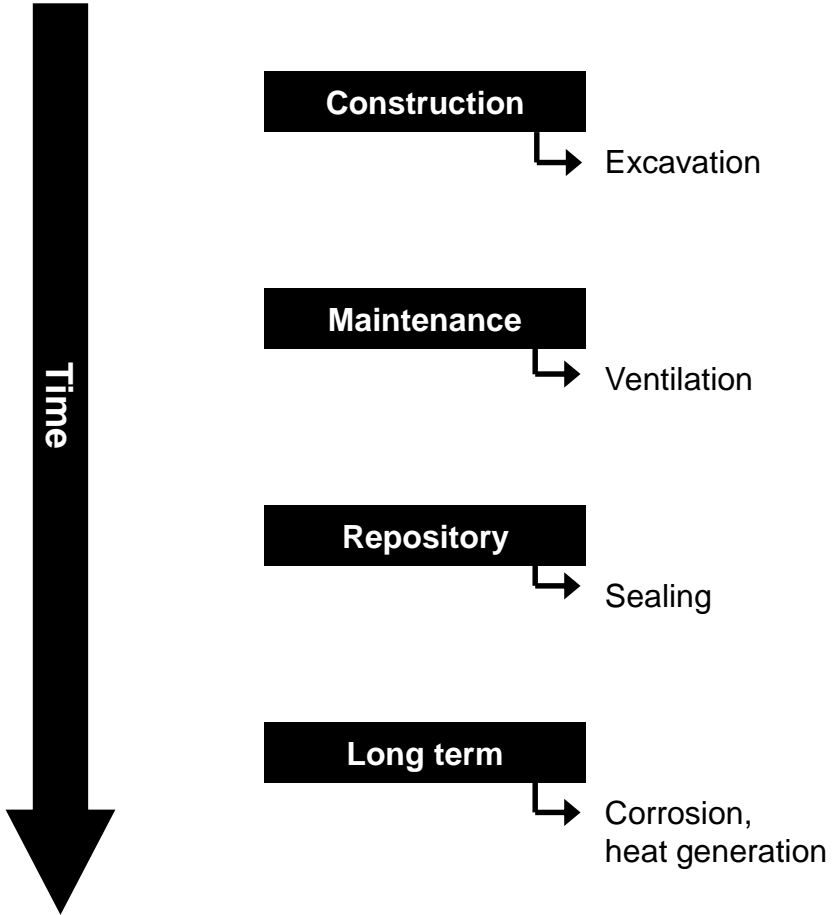 Time
Construction
Excavation
Maintenance
Ventilation
Repository
Sealing
Long term
Corrosion,
heat generation